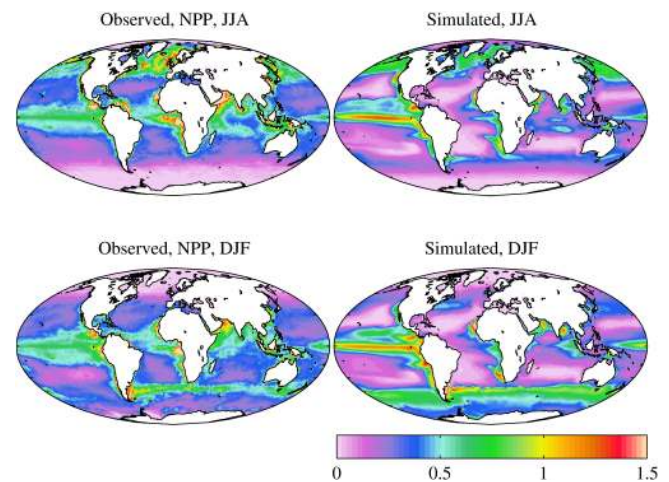 Observed, NPP, JJA
Simulated, JJA
Observed, NPP, DJF
Simulated, DJF
0 0.5 1 1.5